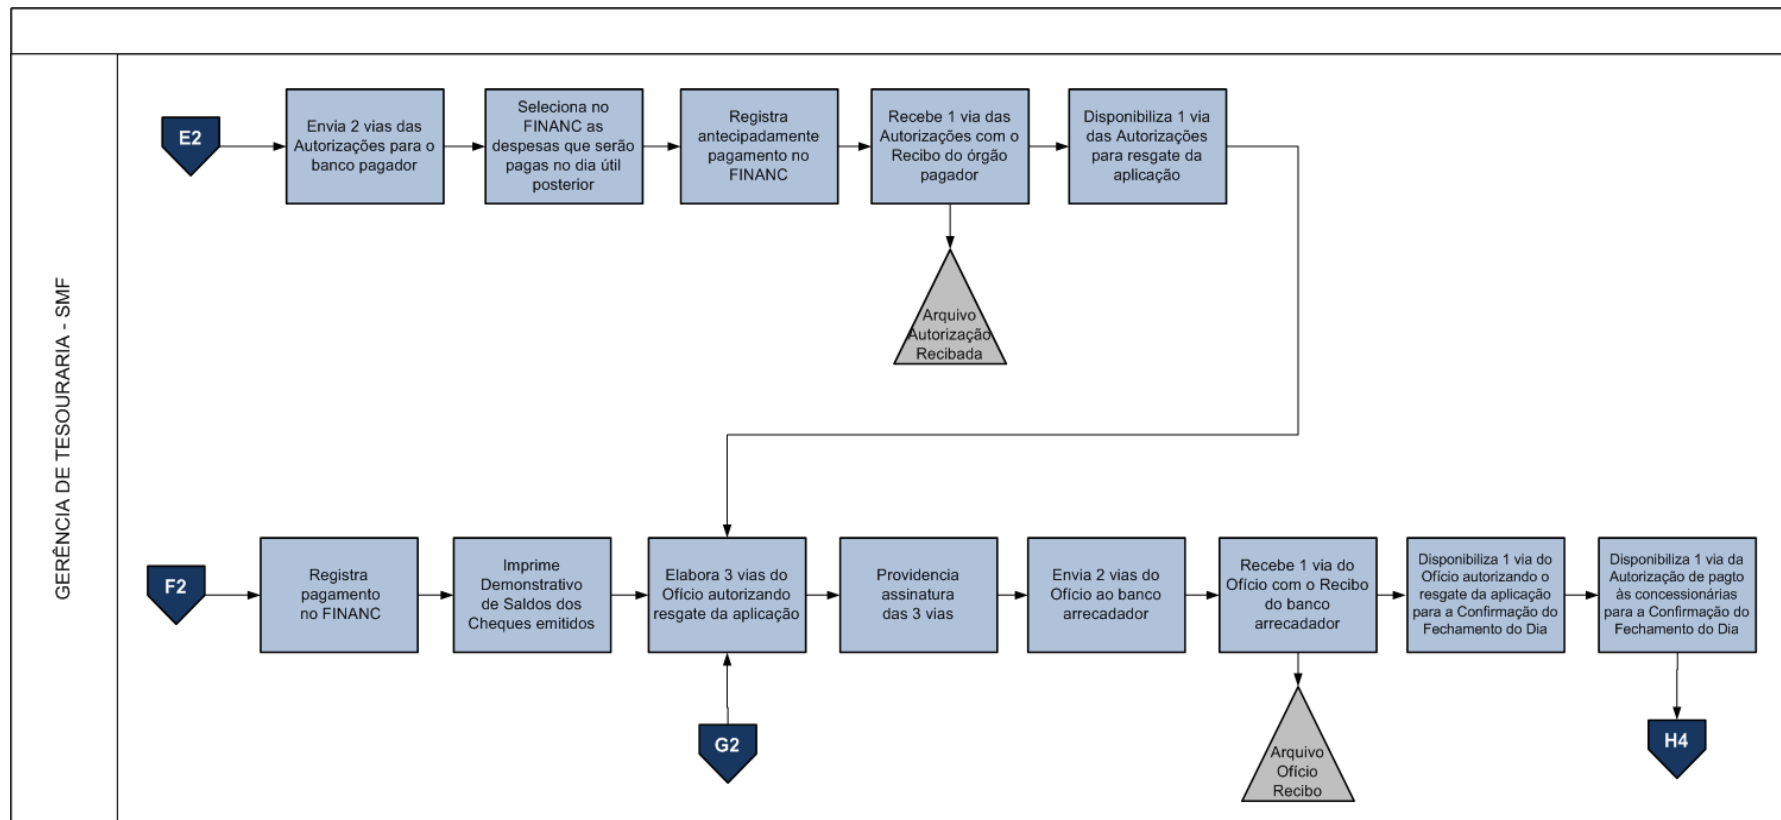 GERÊNCIA DE TESOURARIA - SMF
E2
Envia 2 vias das
Autorizações para o
banco pagador
Seleciona no
FINANC as
despesas que serão
pagas no dia útil
posterior
Registra
antecipadamente
pagamento no
FINANC
Recebe 1 via das
Autorizações com o
Recibo do órgão
pagador
Disponibiliza 1 via
das Autorizações
para resgate da
aplicação
Arquivo
Autorização
Recibada
F2
Registra
pagamento
no FINANC
Imprime
Demonstrativo
de Saldos dos
Cheques emitidos
Elabora 3 vias do
Ofício autorizando
resgate da aplicação
Providencia
assinatura
das 3 vias
Envia 2 vias do
Ofício ao banco
arrecadador
Recebe 1 via do
Ofício com o Recibo
do banco
arrecadador
Disponibiliza 1 via do
Ofício autorizando o
resgate da aplicação
para a Confirmação do
Fechamento do Dia
Disponibiliza 1 via da
Autorização de pagto
às concessionárias
para a Confirmação do
Fechamento do Dia
G2
Arquivo
Ofício
Recibo
H4